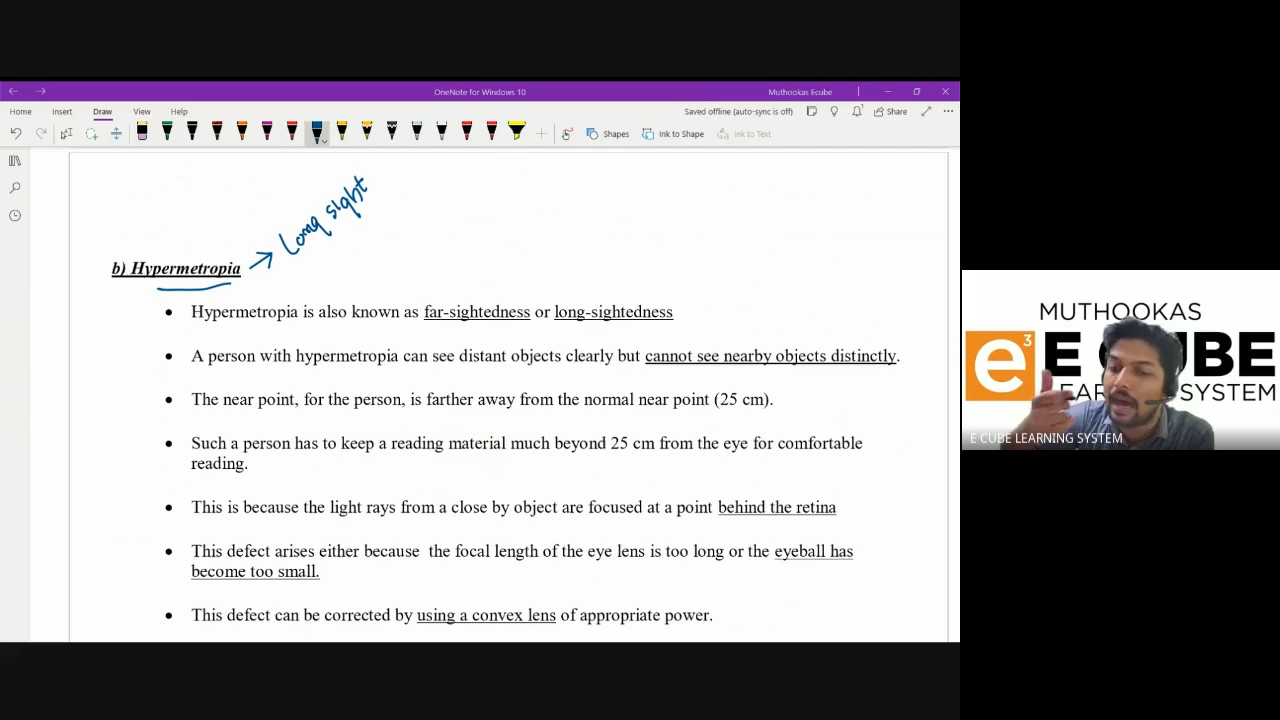 OneNote for Windows 10
Muthookas Ecube
Home Insert Draw View Help
Saved offline (auto-sync is off)
Share
Shapes
Ink to Shape
Ink to Text
Long sight
b) Hypermetropia
• Hypermetropia is also known as far-sightedness or long-sightedness
• A person with hypermetropia can see distant objects clearly but cannot see nearby objects distinctly.
• The near point, for the person, is farther away from the normal near point (25 cm).
• Such a person has to keep a reading material much beyond 25 cm from the eye for comfortable
reading.
• This is because the light rays from a close by object are focused at a point behind the retina
• This defect arises either because the focal length of the eye lens is too long or the eyeball has
become too small.
• This defect can be corrected by using a convex lens of appropriate power.
MUTHOOKAS
e3 E CUBE
LEARNING SYSTEM
E CUBE LEARNING SYSTEM